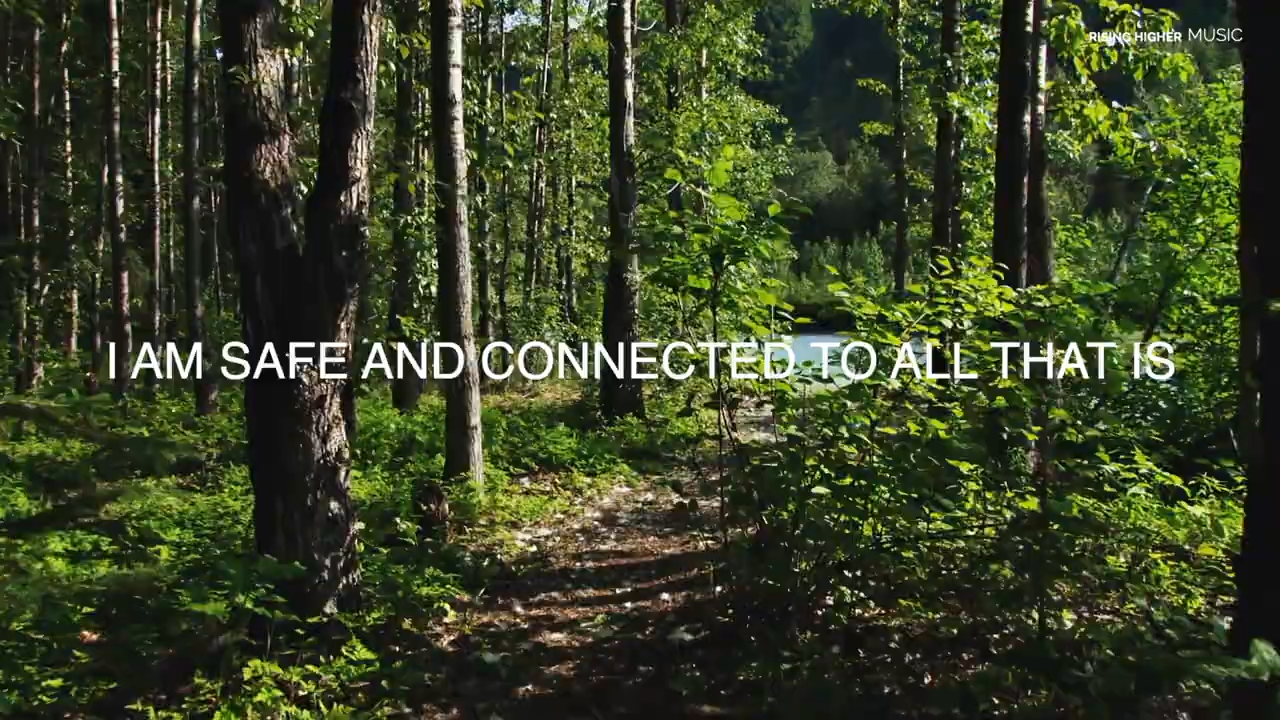 RISING HIGHER MUSIC
I AM SAFE AND CONNECTED TO ALL THAT IS